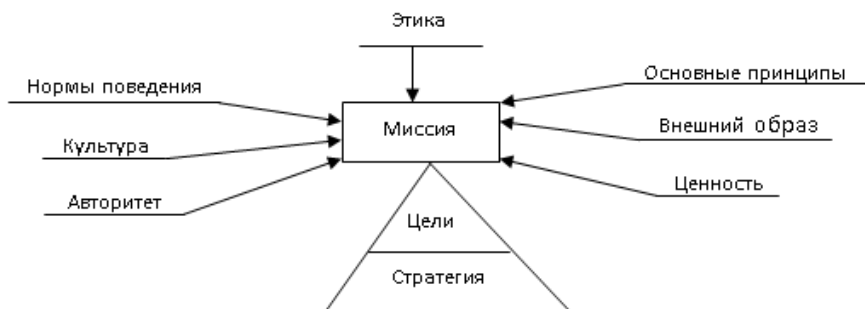 Этика
Нормы поведения
Основные принципы
Миссия
Внешний образ
Культура
Авторитет
Ценность
Цели
Стратегия